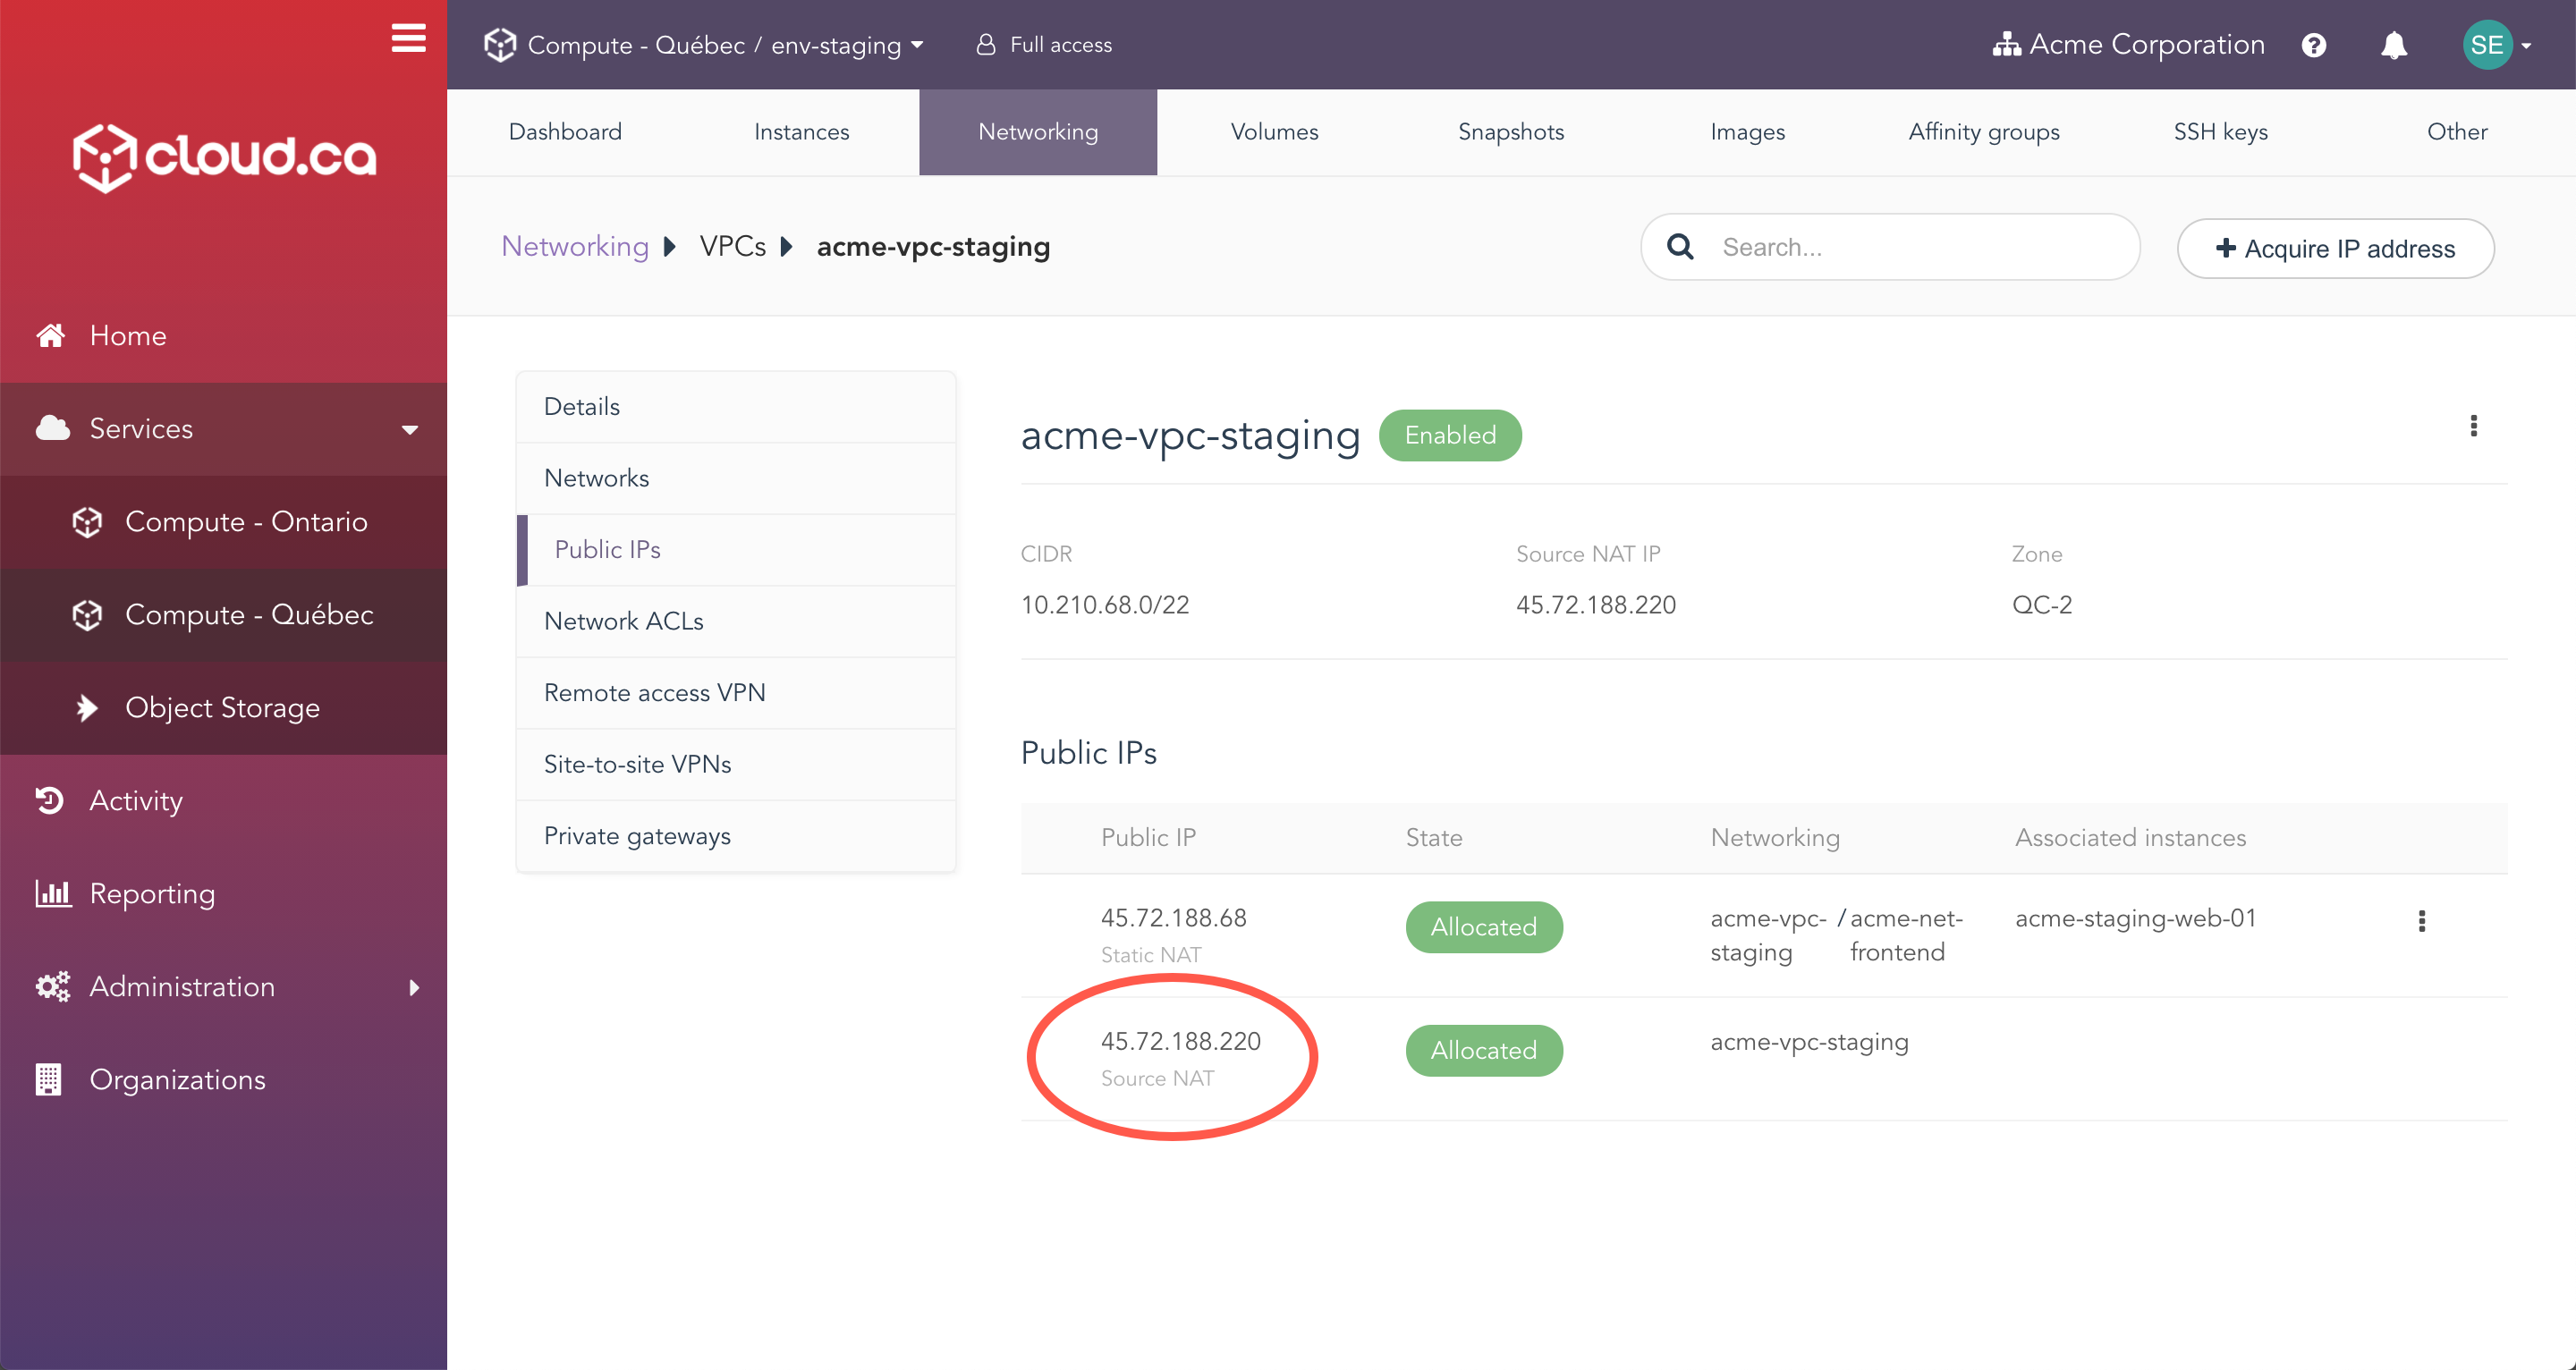 Compute - Québec / env-staging
Full access
Acme Corporation
SE
cloud.ca
Dashboard
Instances
Networking
Volumes
Snapshots
Images
Affinity groups
SSH keys
Other
Networking VPCs acme-vpc-staging
Search...
Acquire IP address
Home
Services
Compute - Ontario
Compute - Québec
Object Storage
Activity
Reporting
Administration
Organizations
Details
Networks
Public IPs
Network ACLs
Remote access VPN
Site-to-site VPNs
Private gateways
acme-vpc-staging
Enabled
CIDR
10.210.68.0/22
Source NAT IP
45.72.188.220
Zone
QC-2
Public IPs
Public IP
State
Networking
Associated instances
45.72.188.68
Static NAT
Allocated
acme-vpc- / acme-net-
staging frontend
acme-staging-web-01
45.72.188.220
Source NAT
Allocated
acme-vpc-staging